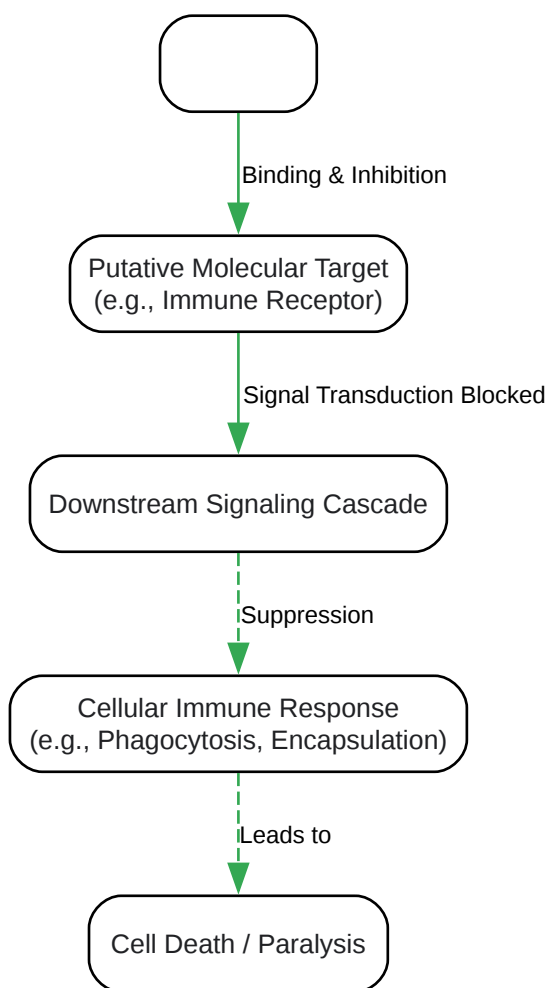 Binding & Inhibition
Putative Molecular Target
(e.g., Immune Receptor)
Signal Transduction Blocked
Downstream Signaling Cascade
Suppression
Cellular Immune Response
(e.g., Phagocytosis, Encapsulation)
Leads to
Cell Death / Paralysis